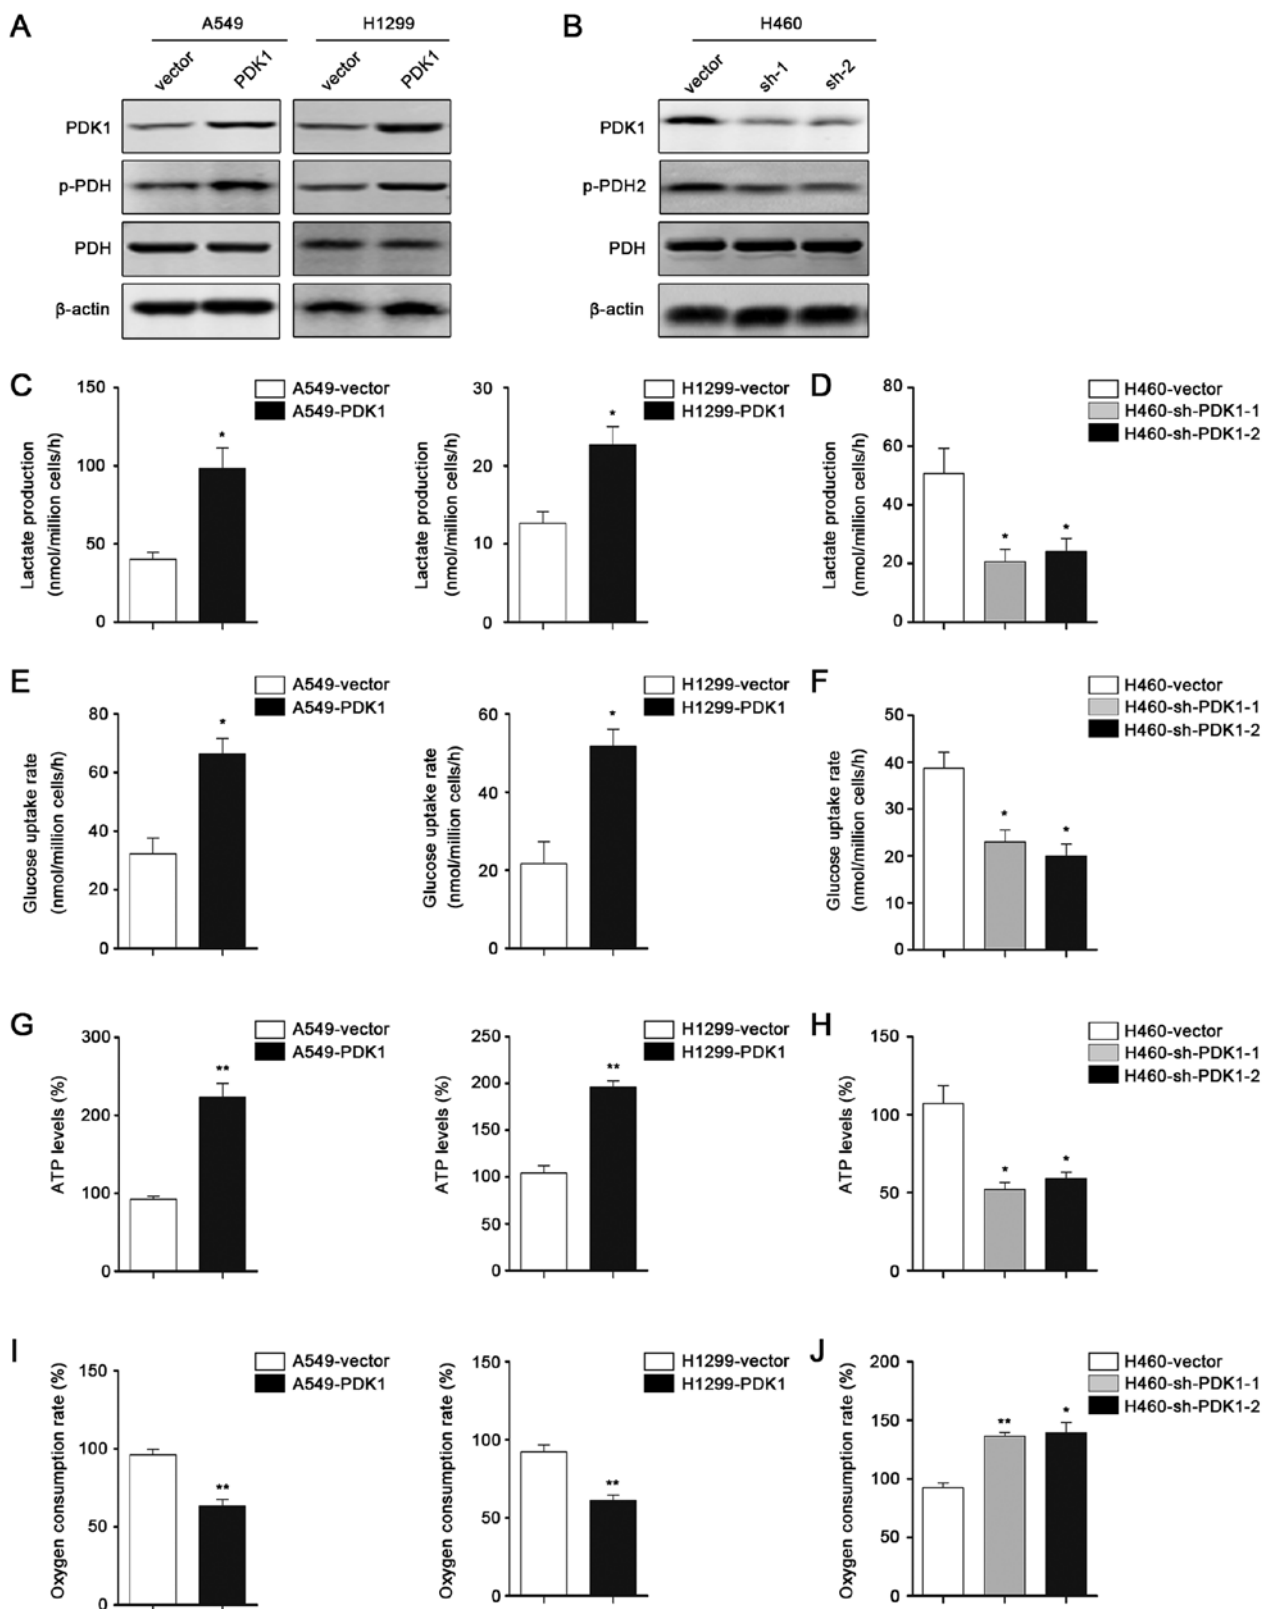 A
A549
H1299
vector
PDK1
vector
PDK1
PDK1
p-PDH
PDH
β-actin
B
H460
vector
sh-1
sh-2
PDK1
p-PDH2
PDH
β-actin
C
Lactate production
(nmol/million cells/h)
150
100
50
0
*
A549-vector
A549-PDK1
Lactate production
(nmol/million cells/h)
30
20
10
0
*
H1299-vector
H1299-PDK1
D
Lactate production
(nmol/million cells/h)
80
60
40
20
0
*
*
H460-vector
H460-sh-PDK1-1
H460-sh-PDK1-2
E
Glucose uptake rate
(nmol/million cells/h)
80
60
40
20
0
*
A549-vector
A549-PDK1
Glucose uptake rate
(nmol/million cells/h)
60
40
20
0
*
H1299-vector
H1299-PDK1
F
Glucose uptake rate
(nmol/million cells/h)
50
40
30
20
10
0
*
*
H460-vector
H460-sh-PDK1-1
H460-sh-PDK1-2
G
ATP levels (%)
300
200
100
0
**
A549-vector
A549-PDK1
ATP levels (%)
250
200
150
100
50
0
**
H1299-vector
H1299-PDK1
H
ATP levels (%)
150
100
50
0
*
*
H460-vector
H460-sh-PDK1-1
H460-sh-PDK1-2
I
Oxygen consumption rate (%)
150
100
50
0
**
A549-vector
A549-PDK1
Oxygen consumption rate (%)
150
100
50
0
**
H1299-vector
H1299-PDK1
J
Oxygen consumption rate (%)
200
150
100
50
0
**
*
H460-vector
H460-sh-PDK1-1
H460-sh-PDK1-2